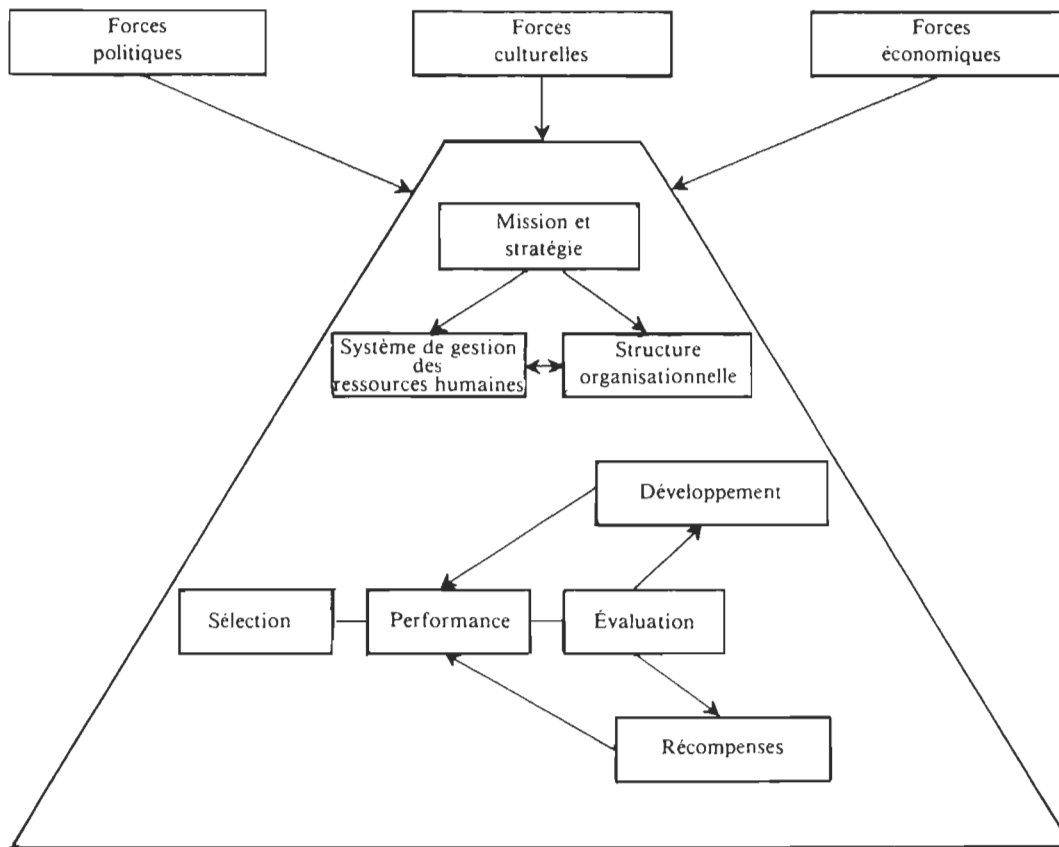 Forces
politiques
Forces
culturelles
Forces
économiques
Mission et
stratégie
Système de gestion
des
ressources humaines
Structure
organisationnelle
Développement
Sélection
Performance
Évaluation
Récompenses